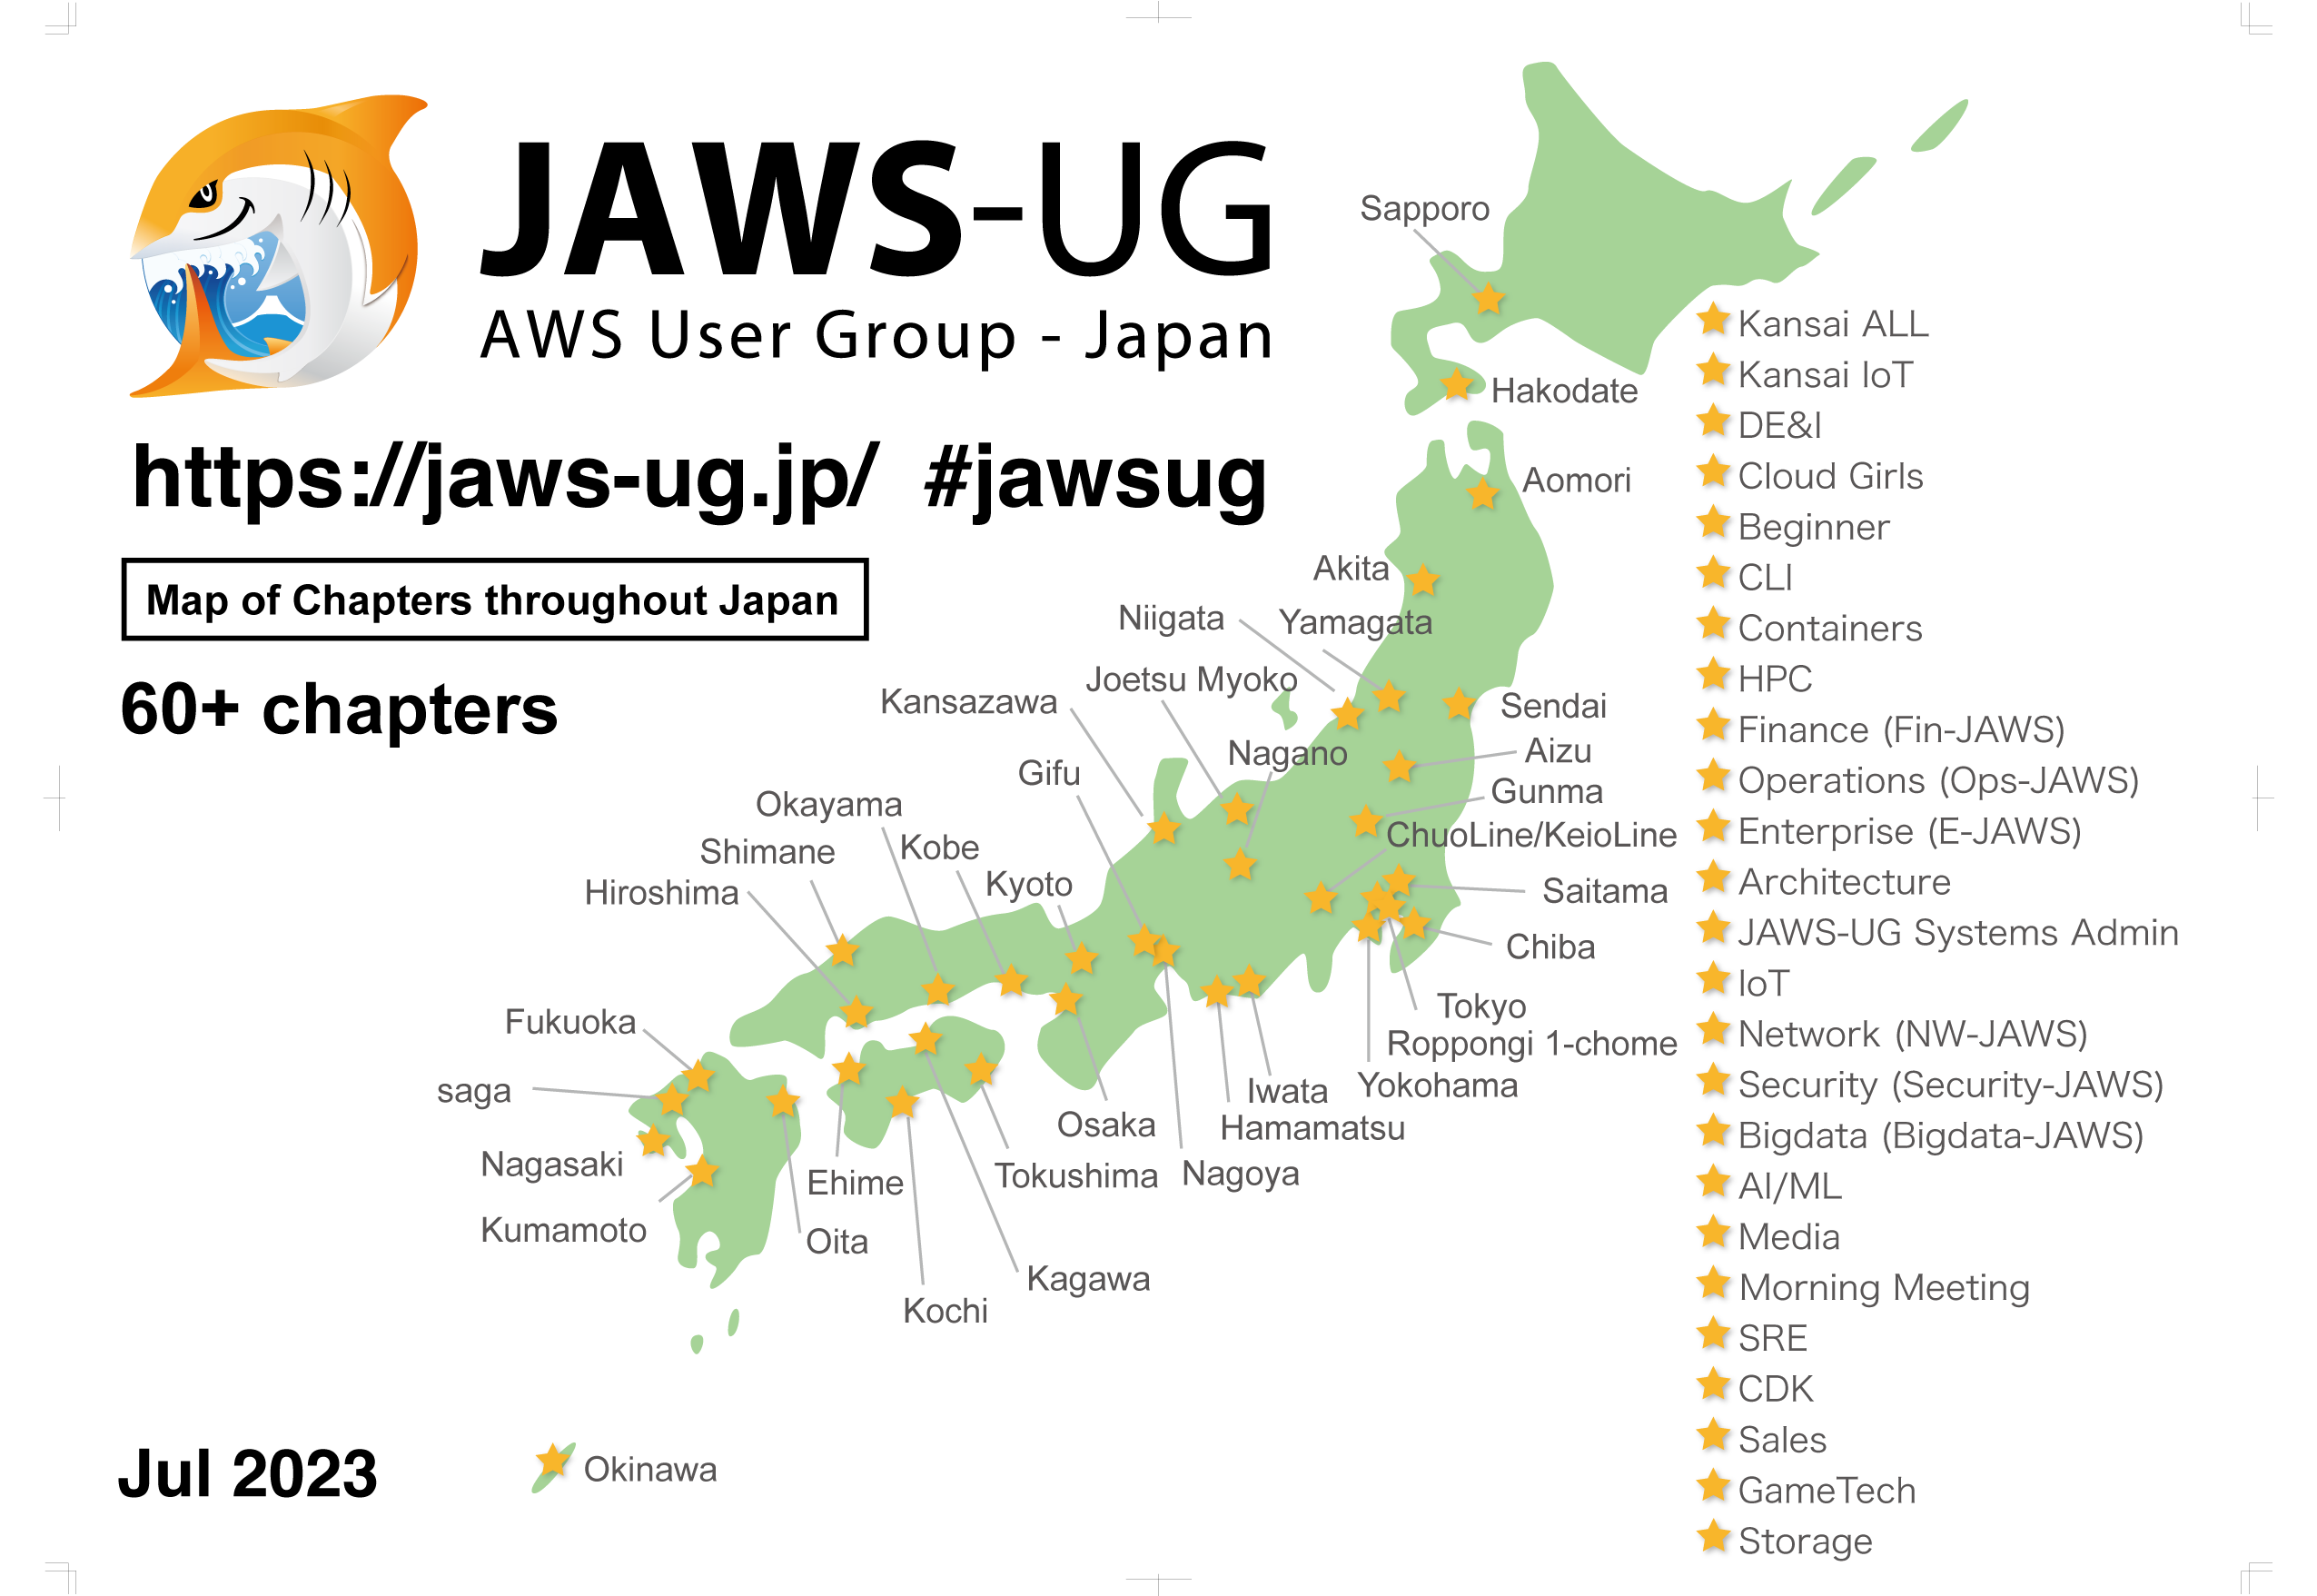 JAWS-UG
AWS User Group - Japan
https://jaws-ug.jp/ #jawsug
Map of Chapters throughout Japan
60+ chapters
Sapporo
Hakodate
Aomori
Akita
Niigata
Yamagata
Joetsu Myoko
Kansazawa
Sendai
Nagano
Aizu
Gifu
Gunma
Okayama
ChuoLine/KeioLine
Shimane
Kobe
Kyoto
Saitama
Hiroshima
Chiba
Tokyo
Fukuoka
Roppongi 1-chome
saga
Iwata
Yokohama
Osaka
Hamamatsu
Nagasaki
Ehime
Tokushima
Nagoya
Kumamoto
Oita
Kagawa
Kochi
Okinawa
Jul 2023
Kansai ALL
Kansai IoT
DE&I
Cloud Girls
Beginner
CLI
Containers
HPC
Finance (Fin-JAWS)
Operations (Ops-JAWS)
Enterprise (E-JAWS)
Architecture
JAWS-UG Systems Admin
IoT
Network (NW-JAWS)
Security (Security-JAWS)
Bigdata (Bigdata-JAWS)
AI/ML
Media
Morning Meeting
SRE
CDK
Sales
GameTech
Storage